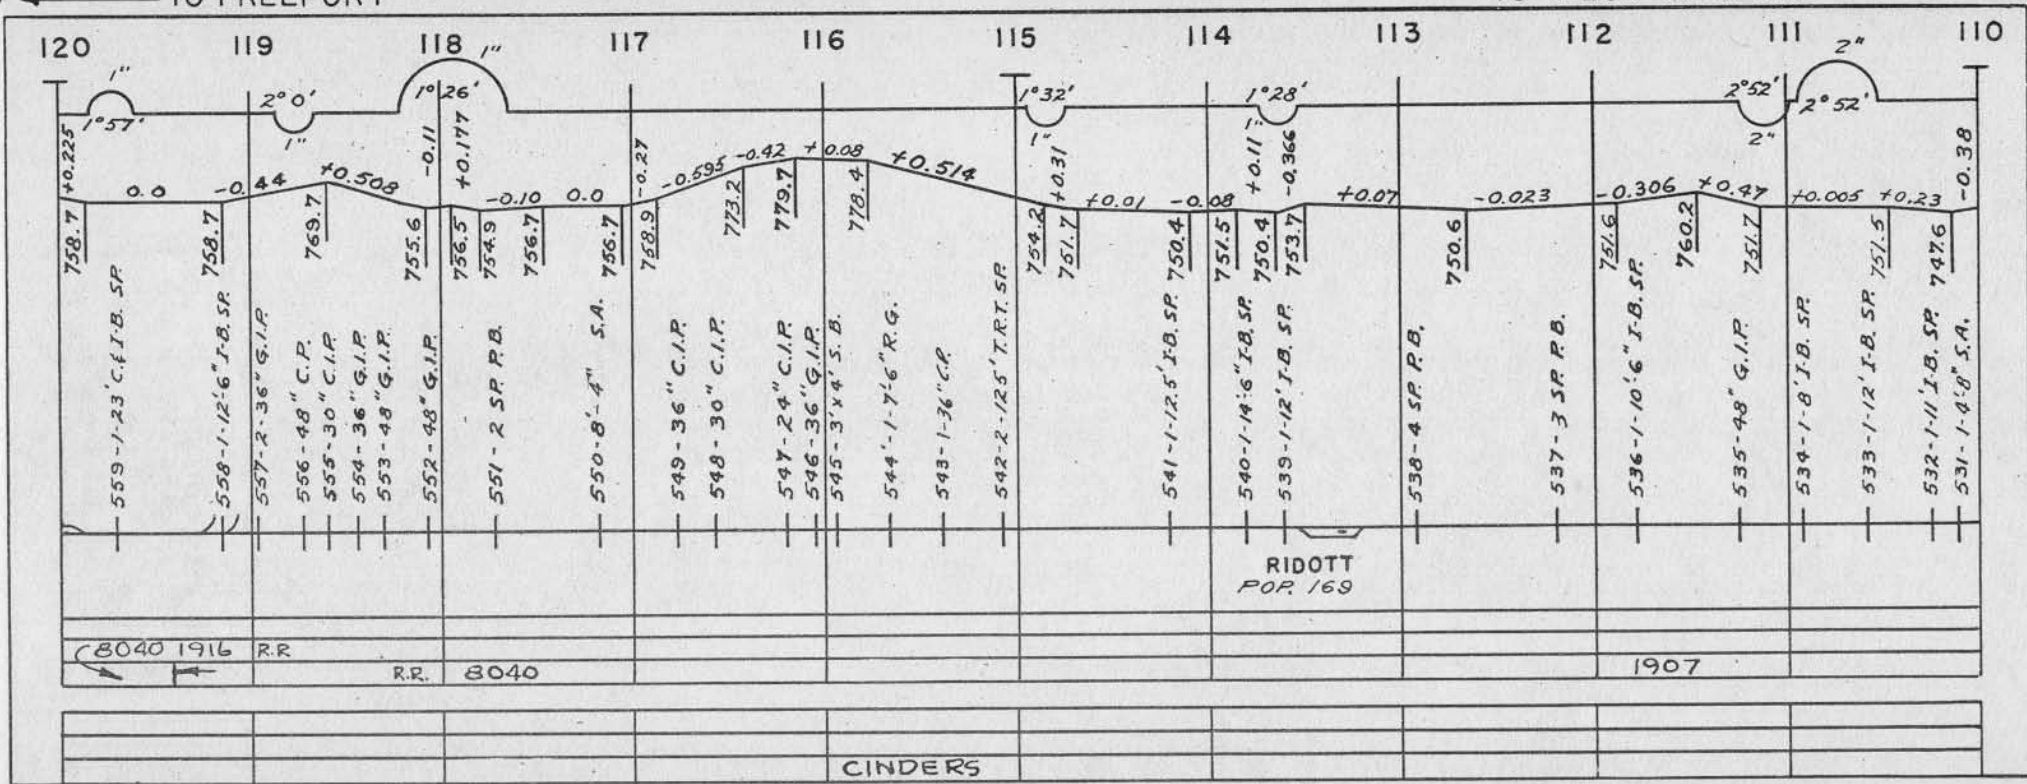 TO FREEPORT
120 119 118 117 116 115 114 113 112 111 110
1" 1" 2"
1°57' 2°0' 1°26' 1°32' 1°28' 2°52' 2°52'
1" 1" 1" 2"
+0.225 0.0 -0.44 +0.508 -0.11 +0.177 -0.10 0.0 -0.27 -0.595 -0.42 +0.08 +0.514 +0.31 +0.01 -0.08 +0.11 -0.366 +0.07 -0.023 -0.306 +0.47 +0.005 +0.23 -0.38
758.7 758.7 769.7 755.6 756.5 754.9 756.7 756.7 758.9 773.2 779.7 778.4 754.2 751.7 750.4 751.5 750.4 753.7 750.6 751.6 760.2 751.7 751.5 747.6
559-1-23' C.& I-B. SP.
558-1-12'-6" I-B. SP.
557-2-36" G.I.P.
556-48" C.P.
555-30" C.I.P.
554-36" G.I.P.
553-48" G.I.P.
552-48" G.I.P.
551-2 SP. P.B.
550-8'-4" S.A.
549-36" C.I.P.
548-30" C.I.P.
547-24" C.I.P.
546-36" G.I.P.
545-3'x4' S.B.
544'-1-7'-6" R.G.
543-1-36" C.P.
542-2-125' T.R.T. SP.
541-1-12.5' I-B. SP.
540-1-14'-6" I-B. SP.
539-1-12' I-B. SP.
538-4 SP. P.B.
537-3 SP. P.B.
536-1-10'-6" I-B. SP.
535-48" G.I.P.
534-1-8' I-B. SP.
533-1-12' I-B. SP.
532-1-11' I-B. SP.
531-1-4'-8" S.A.
RIDOTT
POP. 169
8040 1916 R.R
R.R. 8040 1907
CINDERS